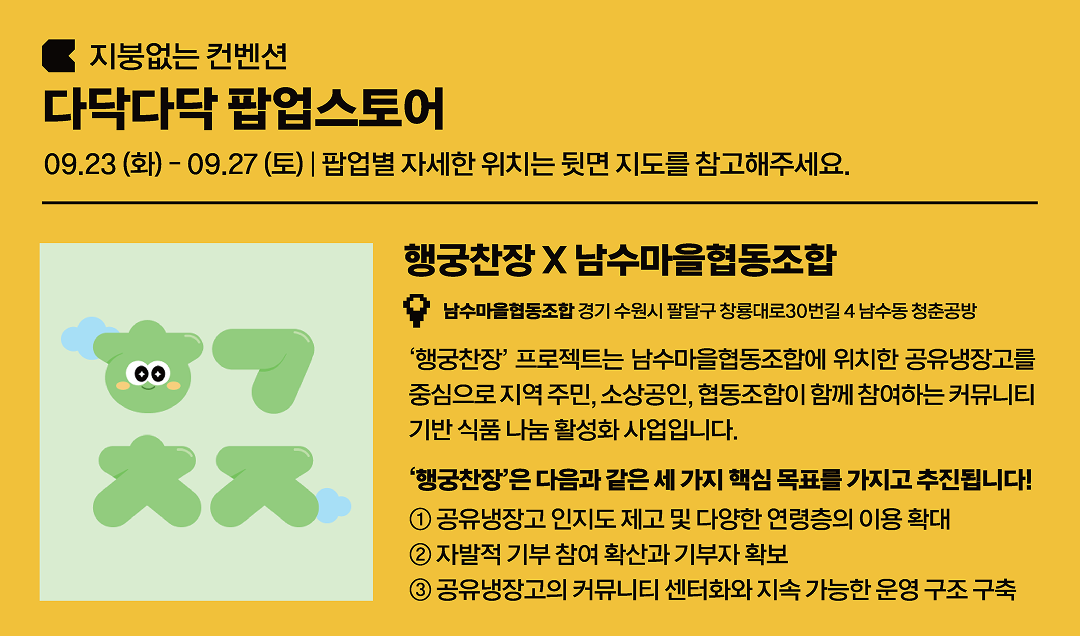 지붕없는 컨벤션
다닥다닥 팝업스토어
09.23 (화) - 09.27 (토) | 팝업별 자세한 위치는 뒷면 지도를 참고해주세요.
행궁찬장 X 남수마을협동조합
남수마을협동조합 경기 수원시 팔달구 창룡대로30번길 4 남수동 청춘공방
‘행궁찬장’ 프로젝트는 남수마을협동조합에 위치한 공유냉장고를
중심으로 지역 주민, 소상공인, 협동조합이 함께 참여하는 커뮤니티
기반 식품 나눔 활성화 사업입니다.
‘행궁찬장’은 다음과 같은 세 가지 핵심 목표를 가지고 추진됩니다!
① 공유냉장고 인지도 제고 및 다양한 연령층의 이용 확대
② 자발적 기부 참여 확산과 기부자 확보
③ 공유냉장고의 커뮤니티 센터화와 지속 가능한 운영 구조 구축
ㅎㄱ
ㅊㅈ